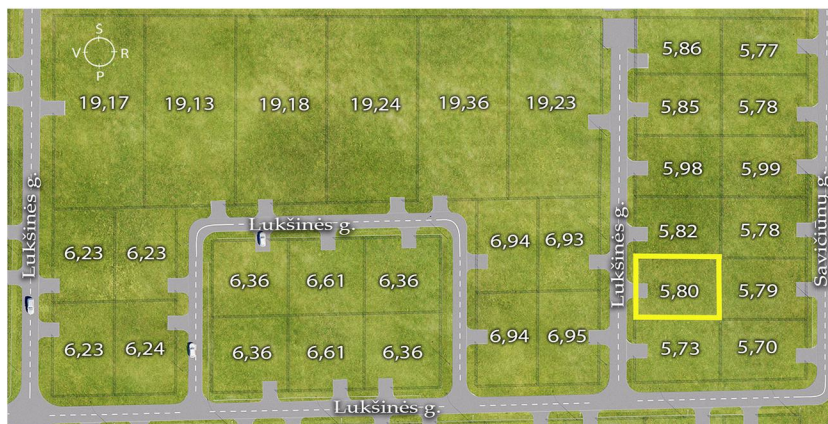 S
V R
P
5,86 5,77
19,17 19,13 19,18 19,24 19,36 19,23
5,85 5,78
5,98 5,99
Lukšinės g.
Lukšinės g.
Lukšinės g.
Savičiūnų g.
6,23 6,23
6,94 6,93
5,82 5,78
6,36 6,61 6,36
5,80 5,79
6,23 6,24
6,36 6,61 6,36
6,94 6,95
5,73 5,70
Lukšinės g.